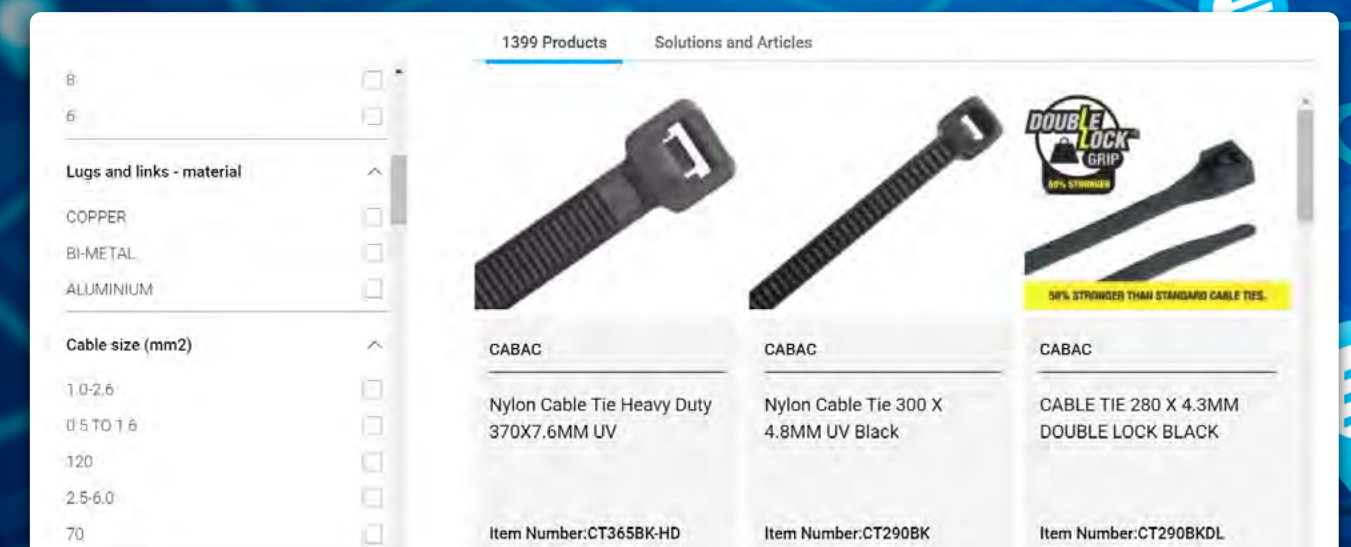 1399 Products
Solutions and Articles
8
6
Lugs and links - material
COPPER
BI-METAL
ALUMINIUM
Cable size (mm2)
1.0-2.6
0.5 TO 1.6
120
2.5-6.0
70
DOUBLE
LOCK
GRIP
50% STRONGER
50% STRONGER THAN STANDARD CABLE TIES.
CABAC
Nylon Cable Tie Heavy Duty
370X7.6MM UV
Item Number:CT365BK-HD
CABAC
Nylon Cable Tie 300 X
4.8MM UV Black
Item Number:CT290BK
CABAC
CABLE TIE 280 X 4.3MM
DOUBLE LOCK BLACK
Item Number:CT290BKDL